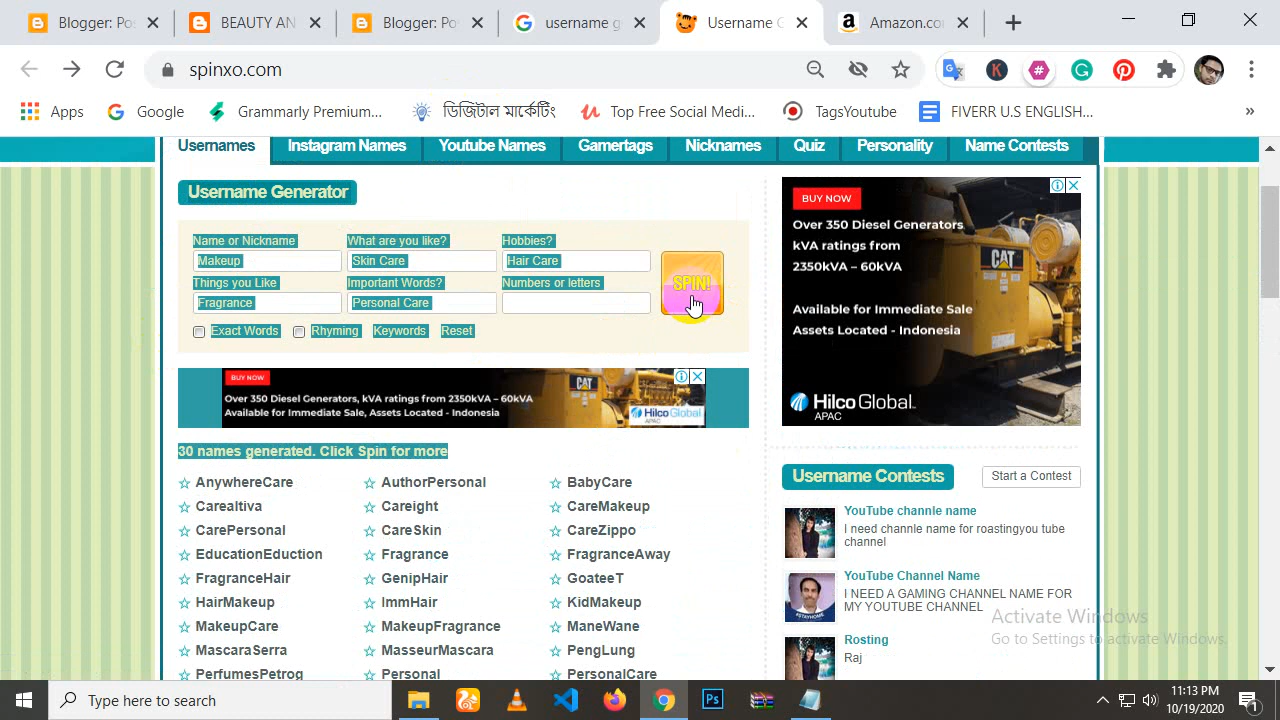 Blogger: Po
BEAUTY AN
Blogger: Po
username g
Username G
Amazon.co
spinxo.com
Apps
Google
Grammarly Premium...
ডিজিটাল মার্কেটিং
Top Free Social Medi...
TagsYoutube
FIVERR U.S ENGLISH...
»
Usernames
Instagram Names
Youtube Names
Gamertags
Nicknames
Quiz
Personality
Name Contests
Username Generator
Name or Nickname
What are you like?
Hobbies?
Makeup
Skin Care
Hair Care
Things you Like
Important Words?
Numbers or letters
Fragrance
Personal Care
SPIN!
Exact Words
Rhyming
Keywords
Reset
BUY NOW
Over 350 Diesel Generators
kVA ratings from
2350kVA – 60kVA
Available for Immediate Sale
Assets Located - Indonesia
CAT
HilcoGlobal
APAC
BUY NOW
Over 350 Diesel Generators, kVA ratings from 2350kVA – 60kVA
Available for Immediate Sale, Assets Located - Indonesia
CAT
HilcoGlobal
APAC
30 names generated. Click Spin for more
AnywhereCare
AuthorPersonal
BabyCare
Carealtiva
Careight
CareMakeup
CarePersonal
CareSkin
CareZippo
EducationEduction
Fragrance
FragranceAway
FragranceHair
GenipHair
GoateeT
HairMakeup
ImmHair
KidMakeup
MakeupCare
MakeupFragrance
ManeWane
MascaraSerra
MasseurMascara
PengLung
PerfumesPetrog
Personal
PersonalCare
Username Contests
Start a Contest
YouTube channle name
I need channle name for roastingyou tube
channel
YouTube Channel Name
I NEED A GAMING CHANNEL NAME FOR
MY YOUTUBE CHANNEL
Rosting
Raj
Activate Windows
Go to Settings to activate Windows.
Type here to search
Ps
11:13 PM
10/19/2020
1